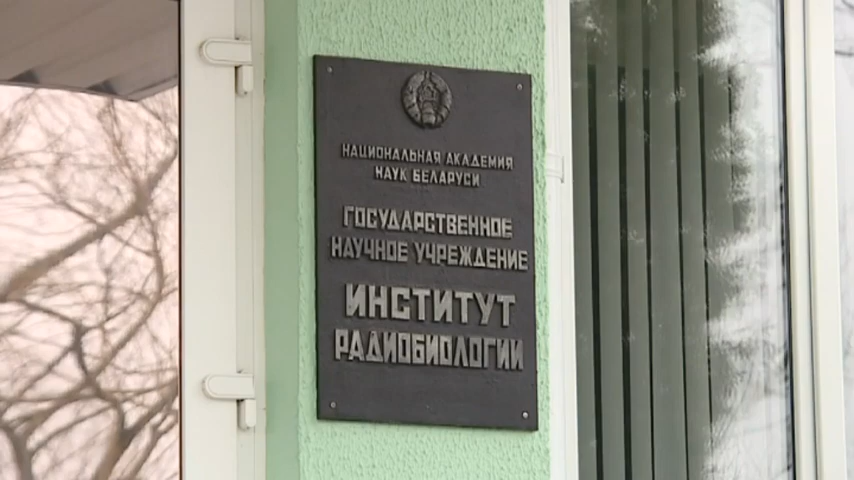 НАЦИОНАЛЬНАЯ АКАДЕМИЯ
НАУК БЕЛАРУСИ
ГОСУДАРСТВЕННОЕ
НАУЧНОЕ УЧРЕЖДЕНИЕ
ИНСТИТУТ
РАДИОБИОЛОГИИ